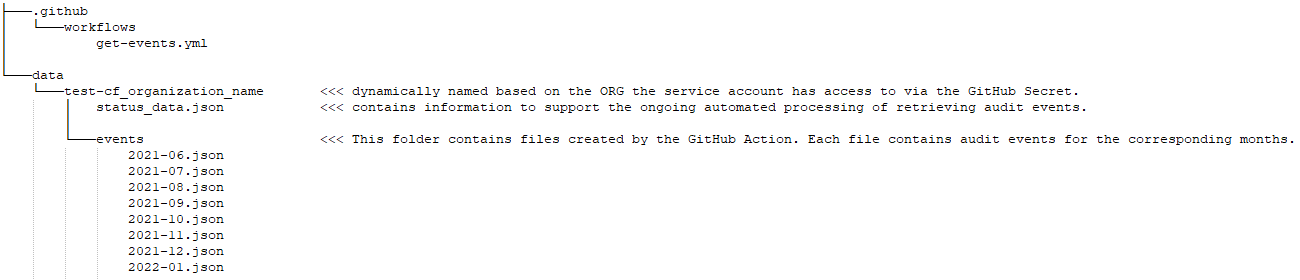 .github
workflows
get-events.yml
data
test-cf_organization_name <<< dynamically named based on the ORG the service account has access to via the GitHub Secret.
status_data.json <<< contains information to support the ongoing automated processing of retrieving audit events.
events <<< This folder contains files created by the GitHub Action. Each file contains audit events for the corresponding months.
2021-06.json
2021-07.json
2021-08.json
2021-09.json
2021-10.json
2021-11.json
2021-12.json
2022-01.json